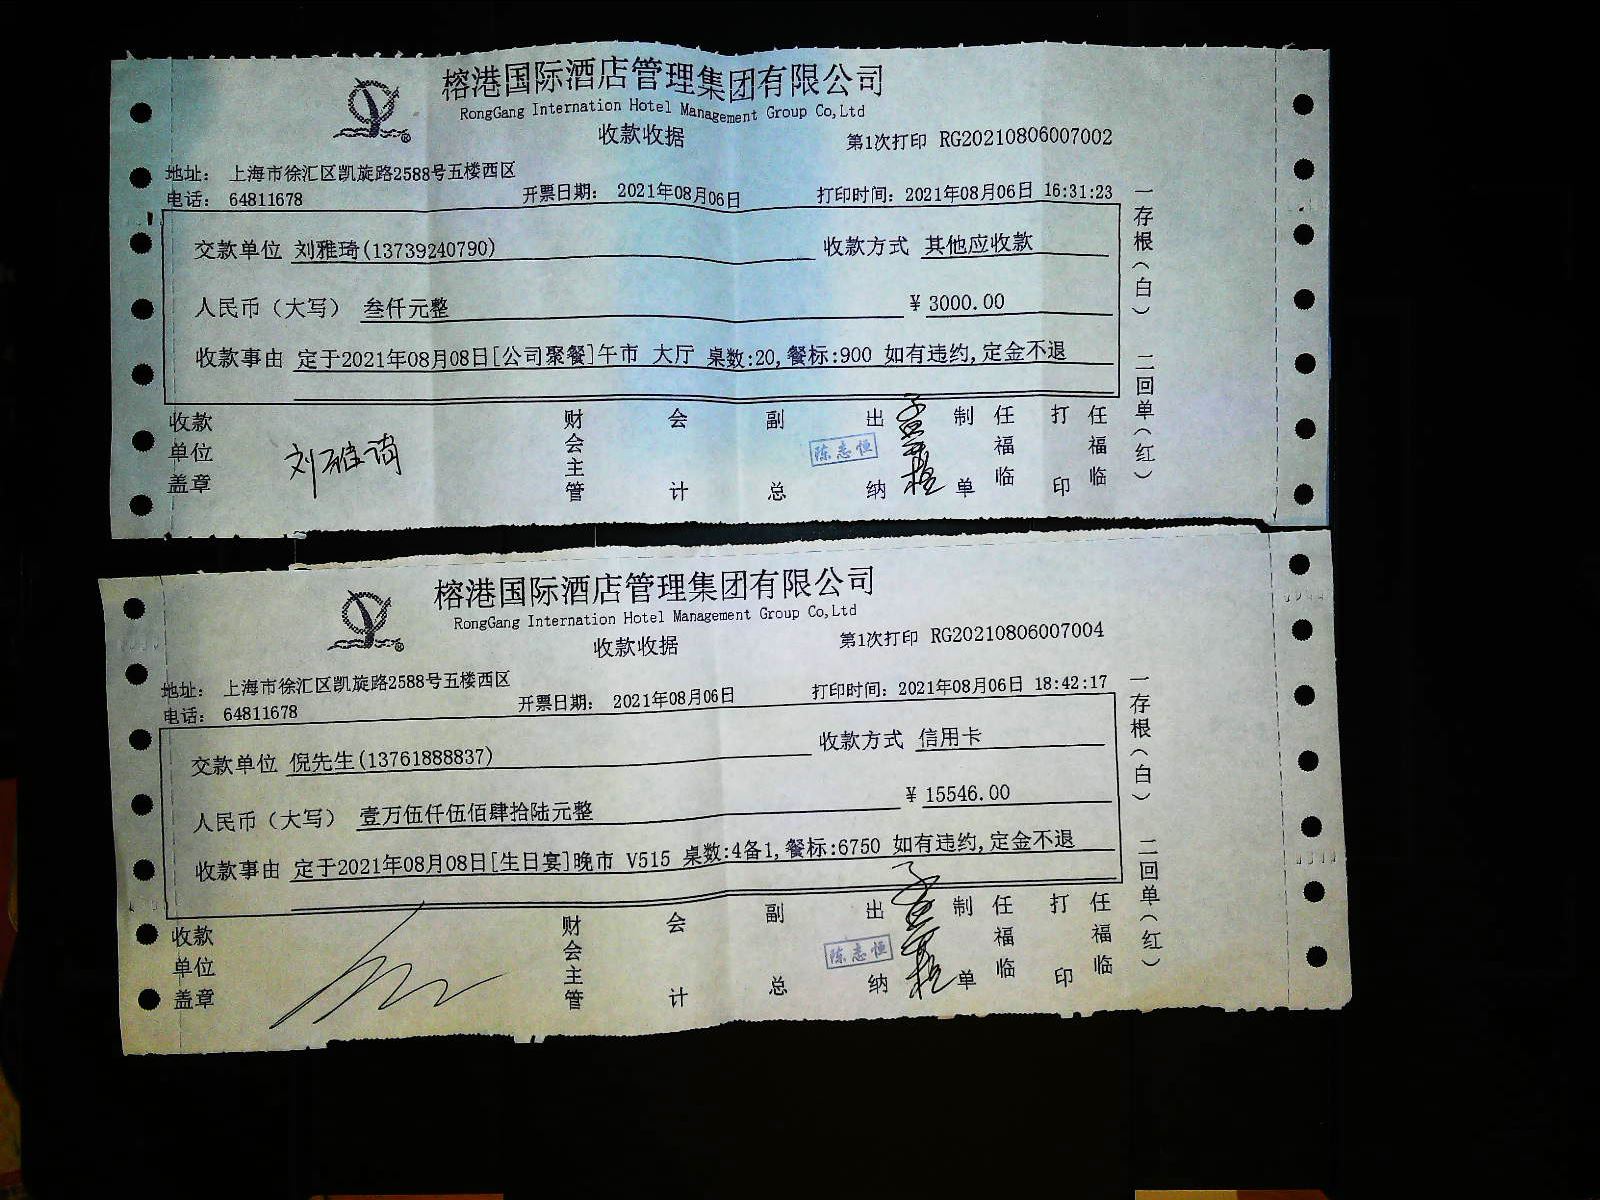 榕港国际酒店管理集团有限公司
RongGang Internation Hotel Management Group Co,Ltd
收款收据
第1次打印 RG20210806007002
地址： 上海市徐汇区凯旋路2588号五楼西区
电话： 64811678
开票日期： 2021年08月06日
打印时间：2021年08月06日 16:31:23
交款单位 刘雅琦(13739240790) 收款方式 其他应收款
人民币（大写） 叁仟元整 ¥ 3000.00
收款事由 定于2021年08月08日[公司聚餐]午市 大厅 桌数:20,餐标:900 如有违约,定金不退
收款单位盖章 财会主管 会计 副总 出纳 陈志恒 制单 任福临 打印 任福临
一存根（白） 二回单（红）
榕港国际酒店管理集团有限公司
RongGang Internation Hotel Management Group Co,Ltd
收款收据
第1次打印 RG20210806007004
地址： 上海市徐汇区凯旋路2588号五楼西区
电话： 64811678
开票日期： 2021年08月06日
打印时间：2021年08月06日 18:42:17
交款单位 倪先生(13761888837) 收款方式 信用卡
人民币（大写） 壹万伍仟伍佰肆拾陆元整 ¥ 15546.00
收款事由 定于2021年08月08日[生日宴]晚市 V515 桌数:4备1,餐标:6750 如有违约,定金不退
收款单位盖章 财会主管 会计 副总 出纳 陈志恒 制单 任福临 打印 任福临
一存根（白） 二回单（红）